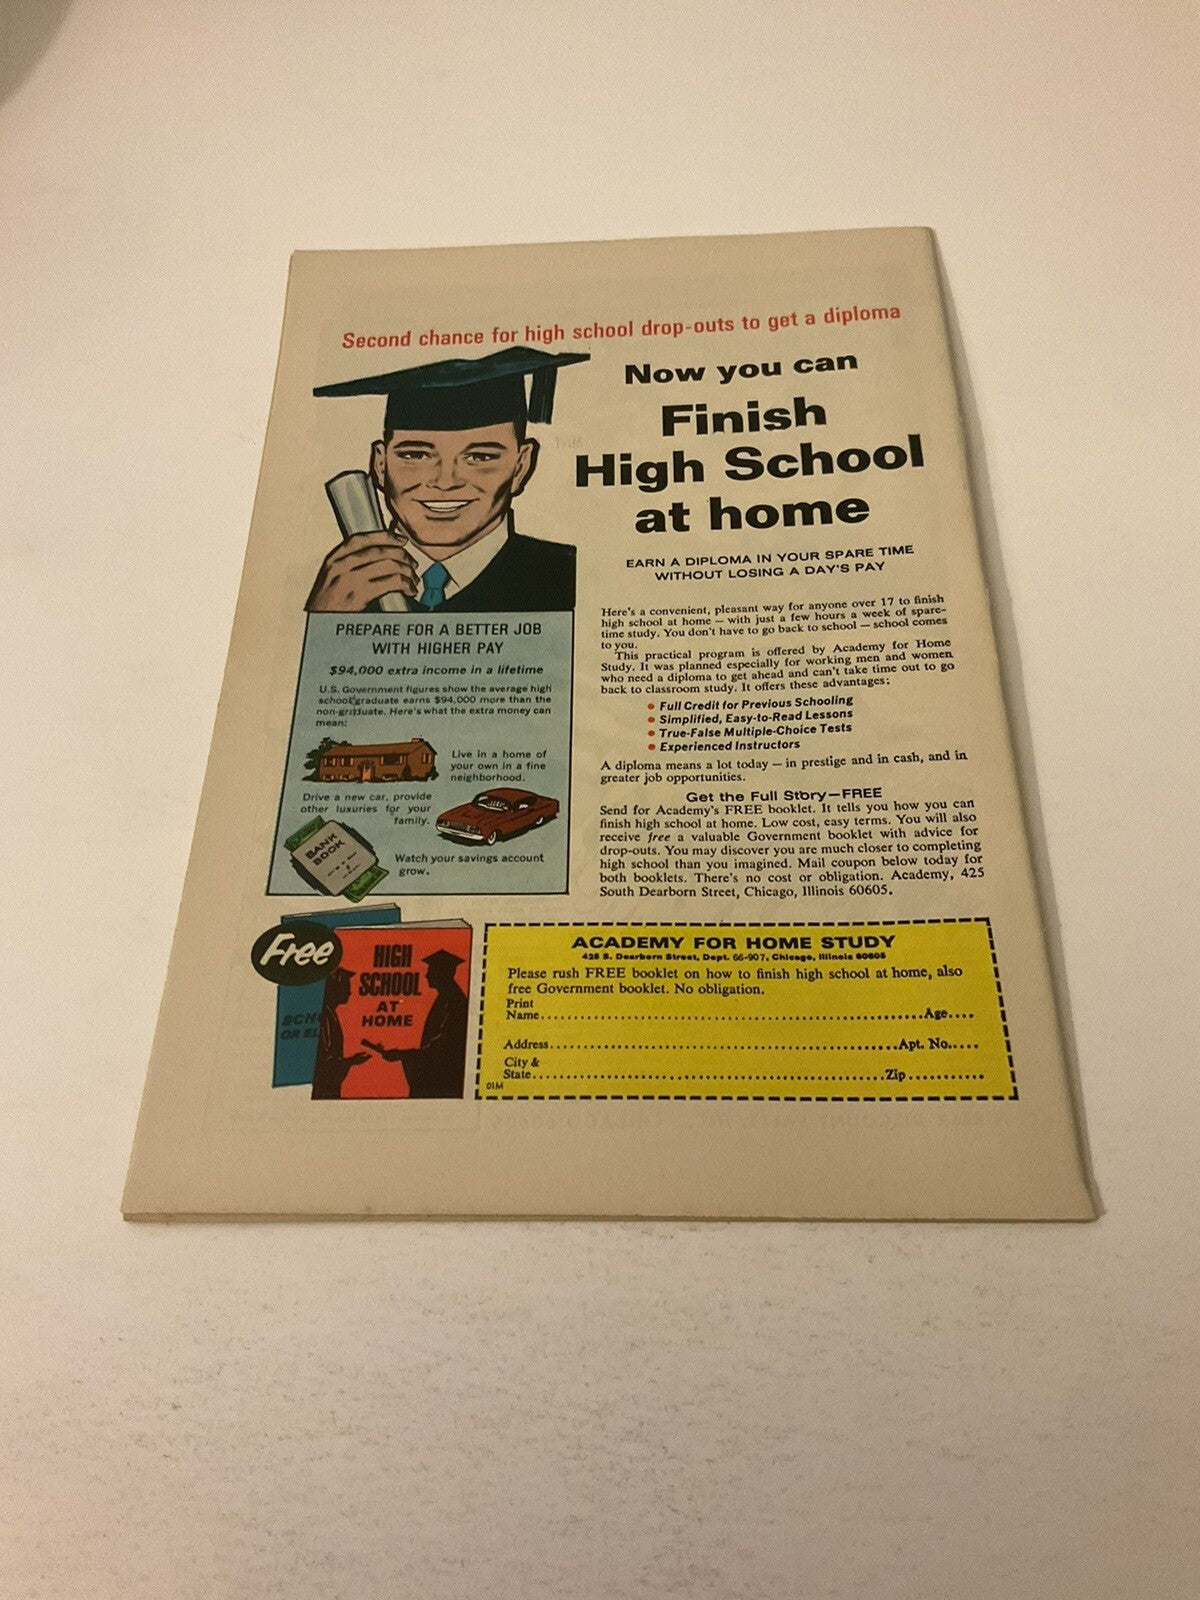 Second chance for high school drop-outs to get a diploma
Now you can
Finish
High School
at home
EARN A DIPLOMA IN YOUR SPARE TIME
WITHOUT LOSING A DAY'S PAY
Here's a convenient, pleasant way for anyone over 17 to finish
high school at home — with just a few hours a week of spare-
time study. You don't have to go back to school — school comes
to you.
This practical program is offered by Academy for Home
Study. It was planned especially for working men and women
who need a diploma to get ahead and can't take time out to go
back to classroom study. It offers these advantages:
• Full Credit for Previous Schooling
• Simplified, Easy-to-Read Lessons
• True-False Multiple-Choice Tests
• Experienced Instructors
A diploma means a lot today — in prestige and in cash, and in
greater job opportunities.
Get the Full Story—FREE
Send for Academy's FREE booklet. It tells you how you can
finish high school at home. Low cost, easy terms. You will also
receive free a valuable Government booklet with advice for
drop-outs. You may discover you are much closer to completing
high school than you imagined. Mail coupon below today for
both booklets. There's no cost or obligation. Academy, 425
South Dearborn Street, Chicago, Illinois 60605.
PREPARE FOR A BETTER JOB
WITH HIGHER PAY
$94,000 extra income in a lifetime
U.S. Government figures show the average high
school graduate earns $94,000 more than the
non-graduate. Here's what the extra money can
mean:
Live in a home of
your own in a fine
neighborhood.
Drive a new car, provide
other luxuries for your
family.
BANK
BOOK
Watch your savings account
grow.
Free
HIGH
SCHOOL
AT
HOME
SCHO
OR EL
ACADEMY FOR HOME STUDY
425 S. Dearborn Street, Dept. 66-907, Chicago, Illinois 60605
Please rush FREE booklet on how to finish high school at home, also
free Government booklet. No obligation.
Print
Name Age
Address Apt. No.
City &
State Zip
01M